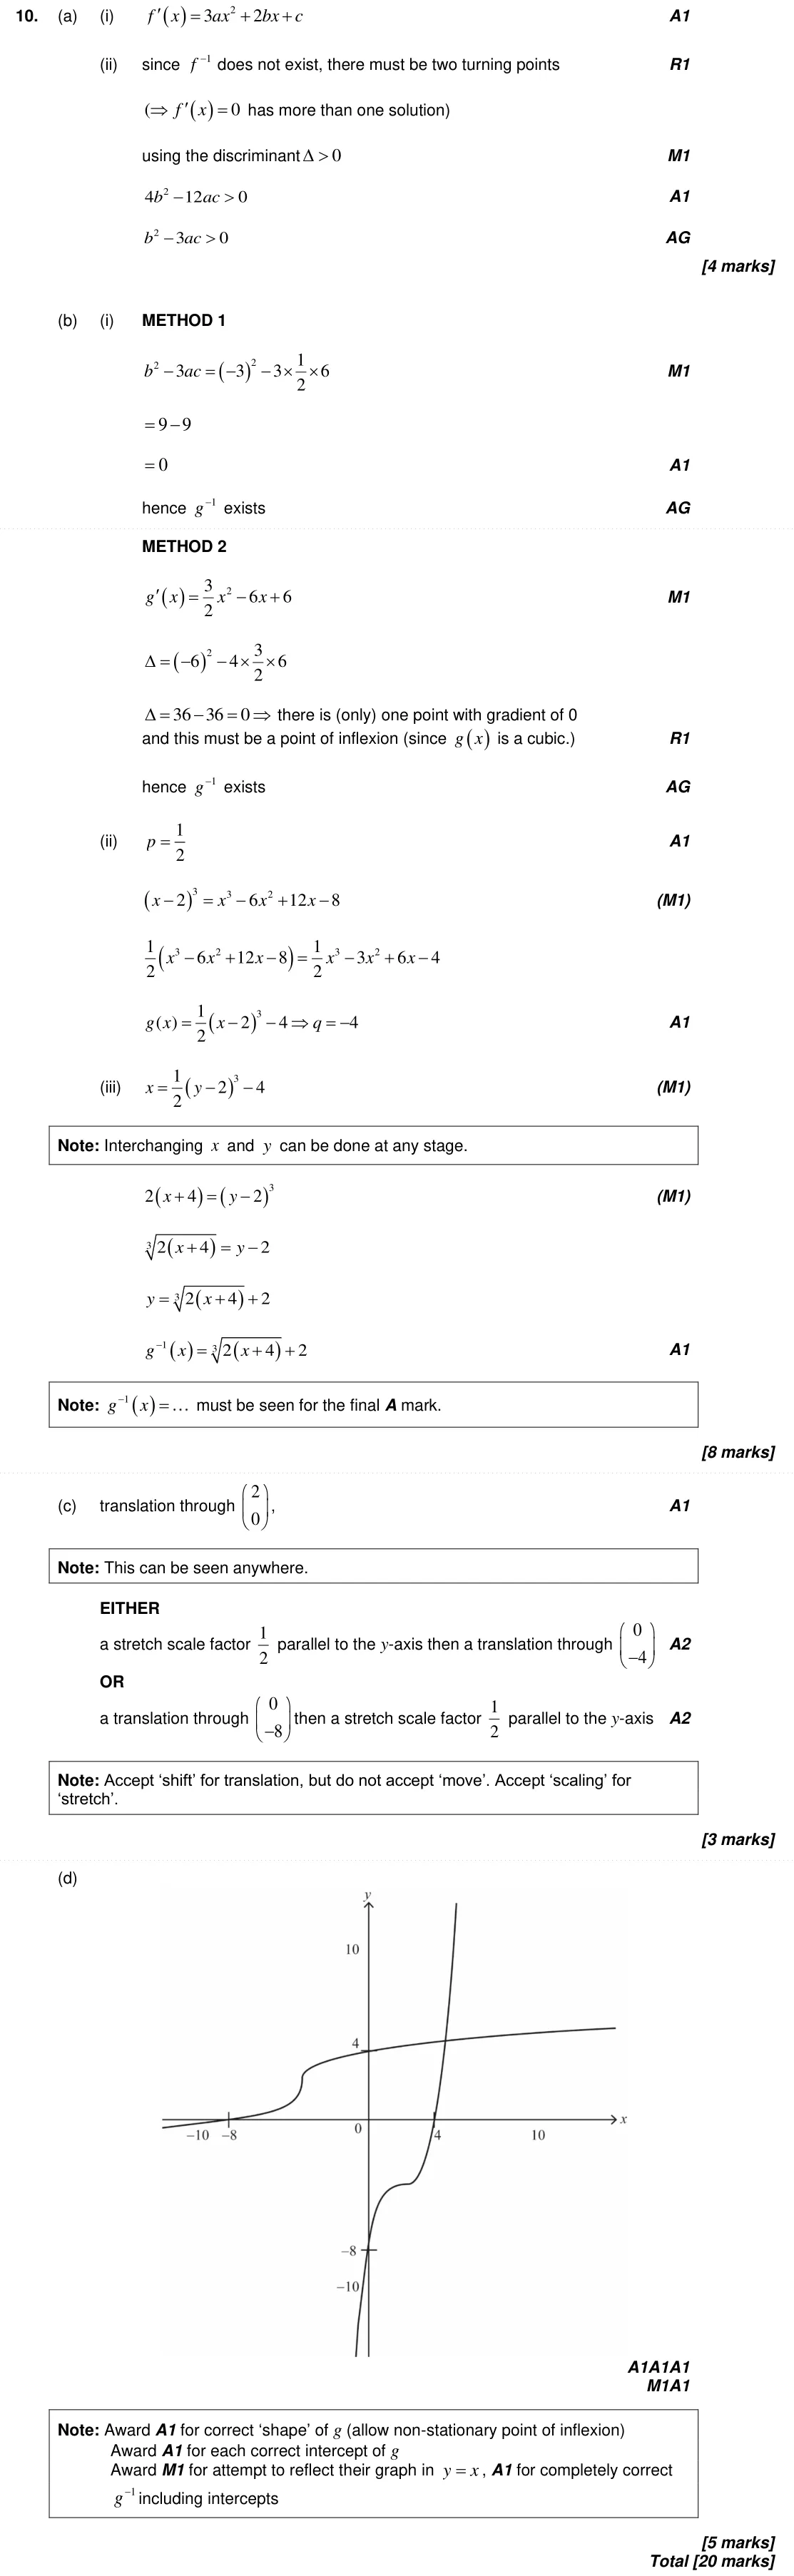 10. (a) (i) f′(x) = 3ax² + 2bx + c A1
(ii) since f⁻¹ does not exist, there must be two turning points R1
(⇒ f′(x) = 0 has more than one solution)
using the discriminant Δ > 0 M1
4b² − 12ac > 0 A1
b² − 3ac > 0 AG
[4 marks]
(b) (i) METHOD 1
b² − 3ac = (−3)² − 3 × 1/2 × 6 M1
= 9 − 9
= 0 A1
hence g⁻¹ exists AG
METHOD 2
g′(x) = 3/2 x² − 6x + 6 M1
Δ = (−6)² − 4 × 3/2 × 6
Δ = 36 − 36 = 0 ⇒ there is (only) one point with gradient of 0
and this must be a point of inflexion (since g(x) is a cubic.) R1
hence g⁻¹ exists AG
(ii) p = 1/2 A1
(x − 2)³ = x³ − 6x² + 12x − 8 (M1)
1/2 (x³ − 6x² + 12x − 8) = 1/2 x³ − 3x² + 6x − 4
g(x) = 1/2 (x − 2)³ − 4 ⇒ q = −4 A1
(iii) x = 1/2 (y − 2)³ − 4 (M1)
Note: Interchanging x and y can be done at any stage.
2(x + 4) = (y − 2)³ (M1)
∛(2(x + 4)) = y − 2
y = ∛(2(x + 4)) + 2
g⁻¹(x) = ∛(2(x + 4)) + 2 A1
Note: g⁻¹(x) = … must be seen for the final A mark.
[8 marks]
(c) translation through (2 0), A1
Note: This can be seen anywhere.
EITHER
a stretch scale factor 1/2 parallel to the y-axis then a translation through (0 −4) A2
OR
a translation through (0 −8) then a stretch scale factor 1/2 parallel to the y-axis A2
Note: Accept ‘shift’ for translation, but do not accept ‘move’. Accept ‘scaling’ for
‘stretch’.
[3 marks]
(d)
y
10
4
x
0
−10 −8 4 10
−8
−10
A1A1A1
M1A1
Note: Award A1 for correct ‘shape’ of g (allow non-stationary point of inflexion)
Award A1 for each correct intercept of g
Award M1 for attempt to reflect their graph in y = x, A1 for completely correct
g⁻¹ including intercepts
[5 marks]
Total [20 marks]